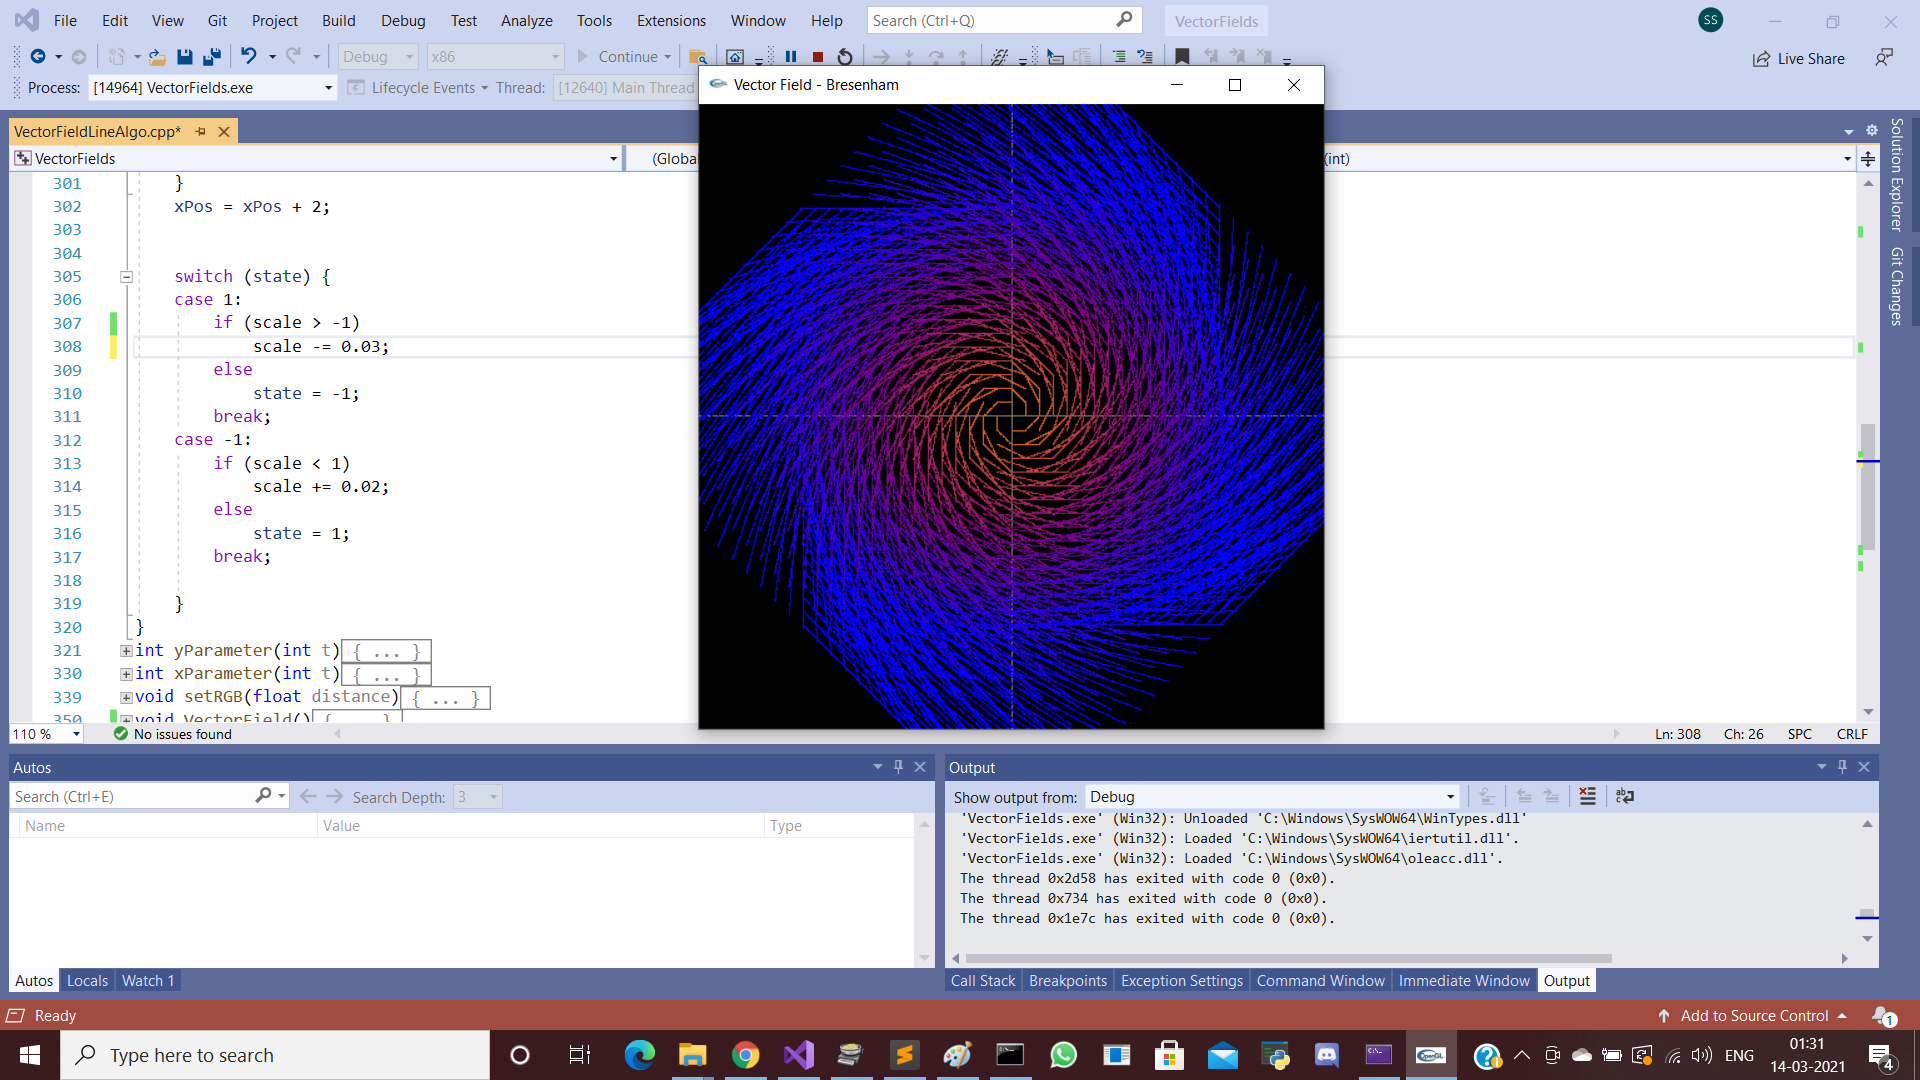 File Edit View Git Project Build Debug Test Analyze Tools Extensions Window Help Search (Ctrl+Q) VectorFields SS
Debug x86 Continue Live Share
Process: [14964] VectorFields.exe Lifecycle Events Thread: [12640] Main Thread
Vector Field - Bresenham
VectorFieldLineAlgo.cpp*
VectorFields (Globa (int)
301 }
302 xPos = xPos + 2;
303
304
305 switch (state) {
306 case 1:
307 if (scale > -1)
308 scale -= 0.03;
309 else
310 state = -1;
311 break;
312 case -1:
313 if (scale < 1)
314 scale += 0.02;
315 else
316 state = 1;
317 break;
318
319 }
320 }
321 int yParameter(int t){ ... }
330 int xParameter(int t){ ... }
339 void setRGB(float distance){ ... }
350 void VectorField(){ ... }
Solution Explorer
Git Changes
110 % No issues found Ln: 308 Ch: 26 SPC CRLF
Autos
Search (Ctrl+E) Search Depth: 3
Name Value Type
Autos Locals Watch 1
Output
Show output from: Debug
'VectorFields.exe' (Win32): Unloaded 'C:\Windows\SysWOW64\WinTypes.dll'
'VectorFields.exe' (Win32): Loaded 'C:\Windows\SysWOW64\iertutil.dll'.
'VectorFields.exe' (Win32): Loaded 'C:\Windows\SysWOW64\oleacc.dll'.
The thread 0x2d58 has exited with code 0 (0x0).
The thread 0x734 has exited with code 0 (0x0).
The thread 0x1e7c has exited with code 0 (0x0).
Call Stack Breakpoints Exception Settings Command Window Immediate Window Output
Ready Add to Source Control 1
Type here to search OpenGL ENG 01:31
14-03-2021 4